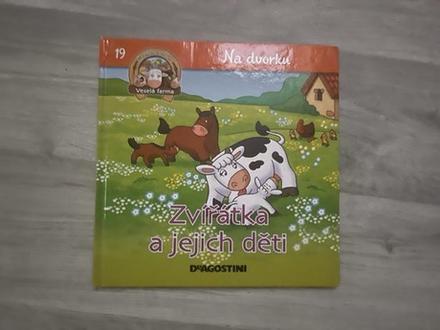 19
Veselá farma
Na dvorku
Zvířátka
a jejich děti
DeAGOSTINI